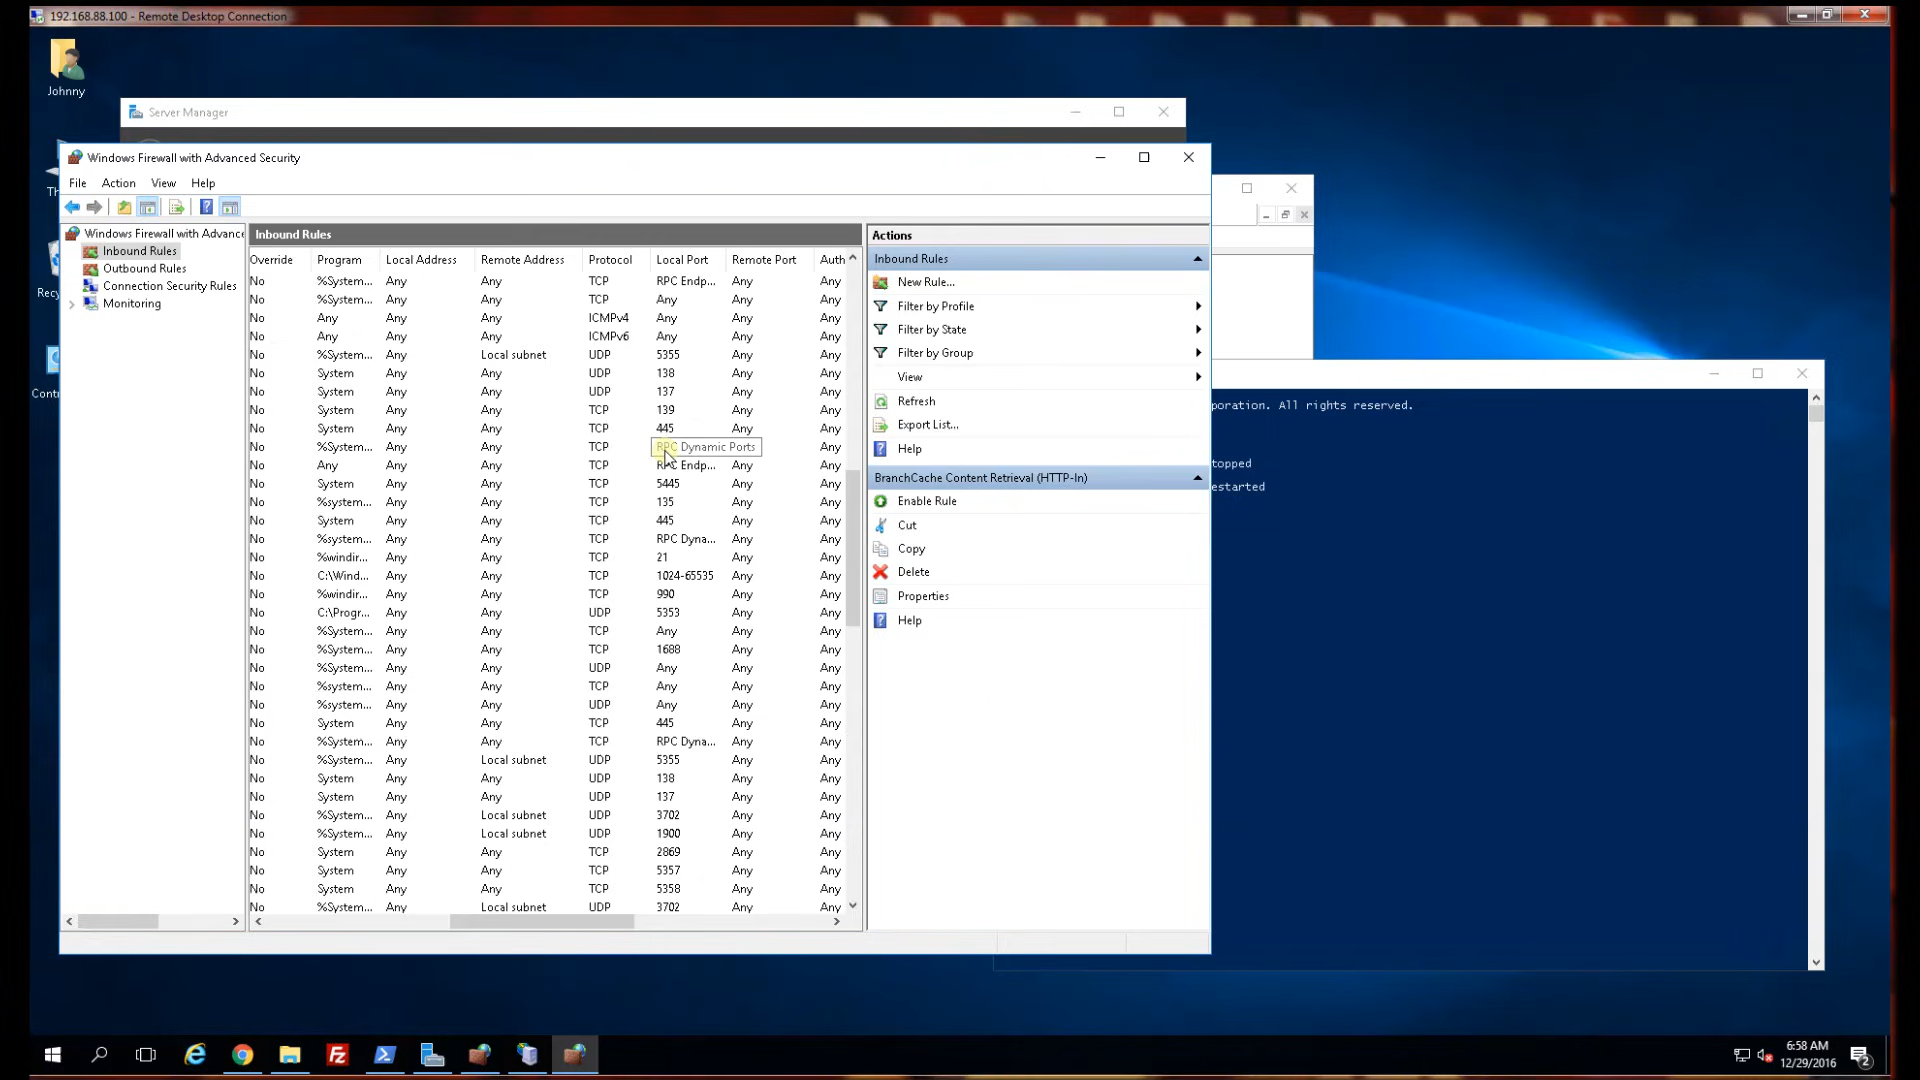 192.168.88.100 - Remote Desktop Connection
Johnny
Server Manager
Windows Firewall with Advanced Security
File Action View Help
Windows Firewall with Advance
Inbound Rules
Outbound Rules
Connection Security Rules
Monitoring
Th
Recy
Cont
Inbound Rules
Override Program Local Address Remote Address Protocol Local Port Remote Port Auth
No %System... Any Any TCP RPC Endp... Any Any
No %System... Any Any TCP Any Any Any
No Any Any Any ICMPv4 Any Any Any
No Any Any Any ICMPv6 Any Any Any
No %System... Any Local subnet UDP 5355 Any Any
No System Any Any UDP 138 Any Any
No System Any Any UDP 137 Any Any
No System Any Any TCP 139 Any Any
No System Any Any TCP 445 Any Any
No %System... Any Any TCP RPC Dynamic Ports Any
No Any Any Any TCP RPC Endp... Any Any
No System Any Any TCP 5445 Any Any
No %system... Any Any TCP 135 Any Any
No System Any Any TCP 445 Any Any
No %system... Any Any TCP RPC Dyna... Any Any
No %windir... Any Any TCP 21 Any Any
No C:\Wind... Any Any TCP 1024-65535 Any Any
No %windir... Any Any TCP 990 Any Any
No C:\Progr... Any Any UDP 5353 Any Any
No %System... Any Any TCP Any Any Any
No %System... Any Any TCP 1688 Any Any
No %System... Any Any UDP Any Any Any
No %system... Any Any TCP Any Any Any
No %system... Any Any UDP Any Any Any
No System Any Any TCP 445 Any Any
No %System... Any Any TCP RPC Dyna... Any Any
No %System... Any Local subnet UDP 5355 Any Any
No System Any Any UDP 138 Any Any
No System Any Any UDP 137 Any Any
No %System... Any Local subnet UDP 3702 Any Any
No %System... Any Local subnet UDP 1900 Any Any
No System Any Any TCP 2869 Any Any
No System Any Any TCP 5357 Any Any
No System Any Any TCP 5358 Any Any
No %System... Any Local subnet UDP 3702 Any Any
Actions
Inbound Rules
New Rule...
Filter by Profile
Filter by State
Filter by Group
View
Refresh
Export List...
Help
BranchCache Content Retrieval (HTTP-In)
Enable Rule
Cut
Copy
Delete
Properties
Help
poration. All rights reserved.
topped
estarted
6:58 AM
12/29/2016
2